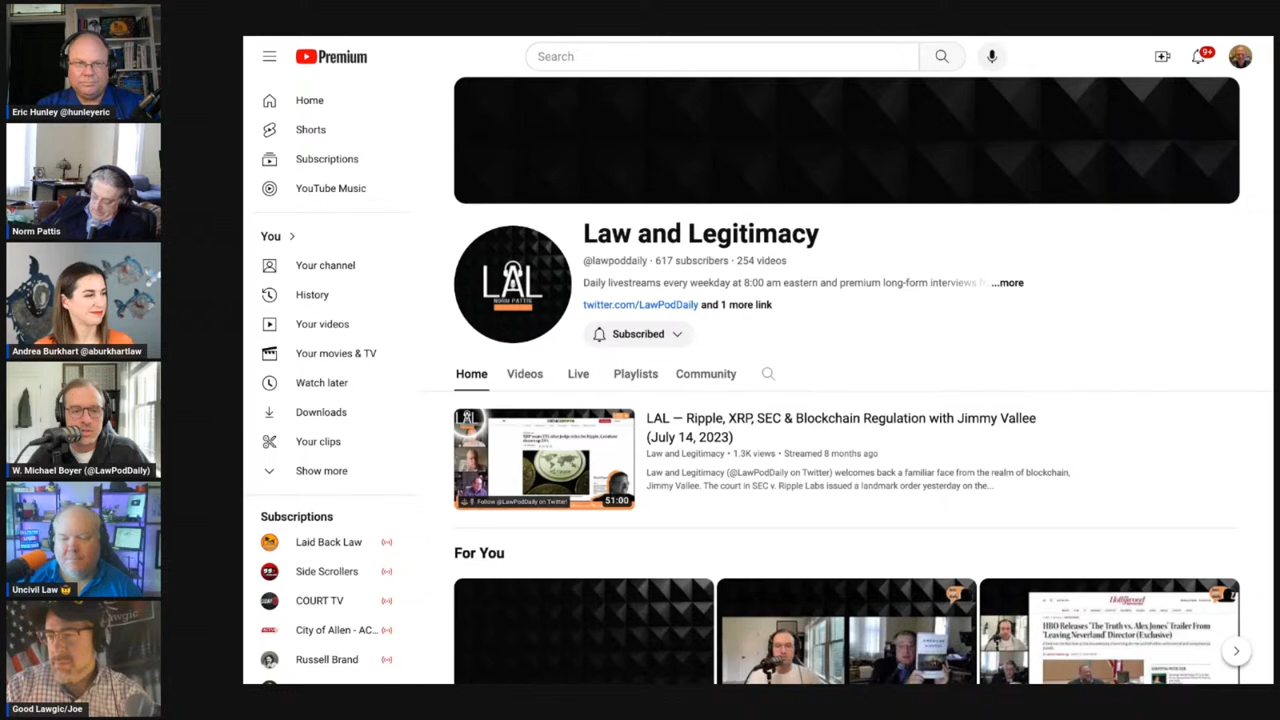 Eric Hunley @hunleyeric
Norm Pattis
Andrea Burkhart @aburkhartlaw
W. Michael Boyer (@LawPodDaily)
Uncivil Law 🤠
Good Lawgic/Joe
Premium
Search
9+
Home
Shorts
Subscriptions
YouTube Music
You
Your channel
History
Your videos
Your movies & TV
Watch later
Downloads
Your clips
Show more
Subscriptions
Laid Back Law
Side Scrollers
COURT TV
City of Allen - AC...
Russell Brand
LAL
NORM PATTIS
Law and Legitimacy
@lawpoddaily · 617 subscribers · 254 videos
Daily livestreams every weekday at 8:00 am eastern and premium long-form interviews ...more
twitter.com/LawPodDaily and 1 more link
Subscribed
Home Videos Live Playlists Community
LAL
Follow @LawPodDaily on Twitter!
51:00
LAL — Ripple, XRP, SEC & Blockchain Regulation with Jimmy Vallee
(July 14, 2023)
Law and Legitimacy • 1.3K views • Streamed 8 months ago
Law and Legitimacy (@LawPodDaily on Twitter) welcomes back a familiar face from the realm of blockchain,
Jimmy Vallee. The court in SEC v. Ripple Labs issued a landmark order yesterday on the...
For You
HBO Releases 'The Truth vs. Alex Jones' Trailer From
'Leaving Neverland' Director (Exclusive)